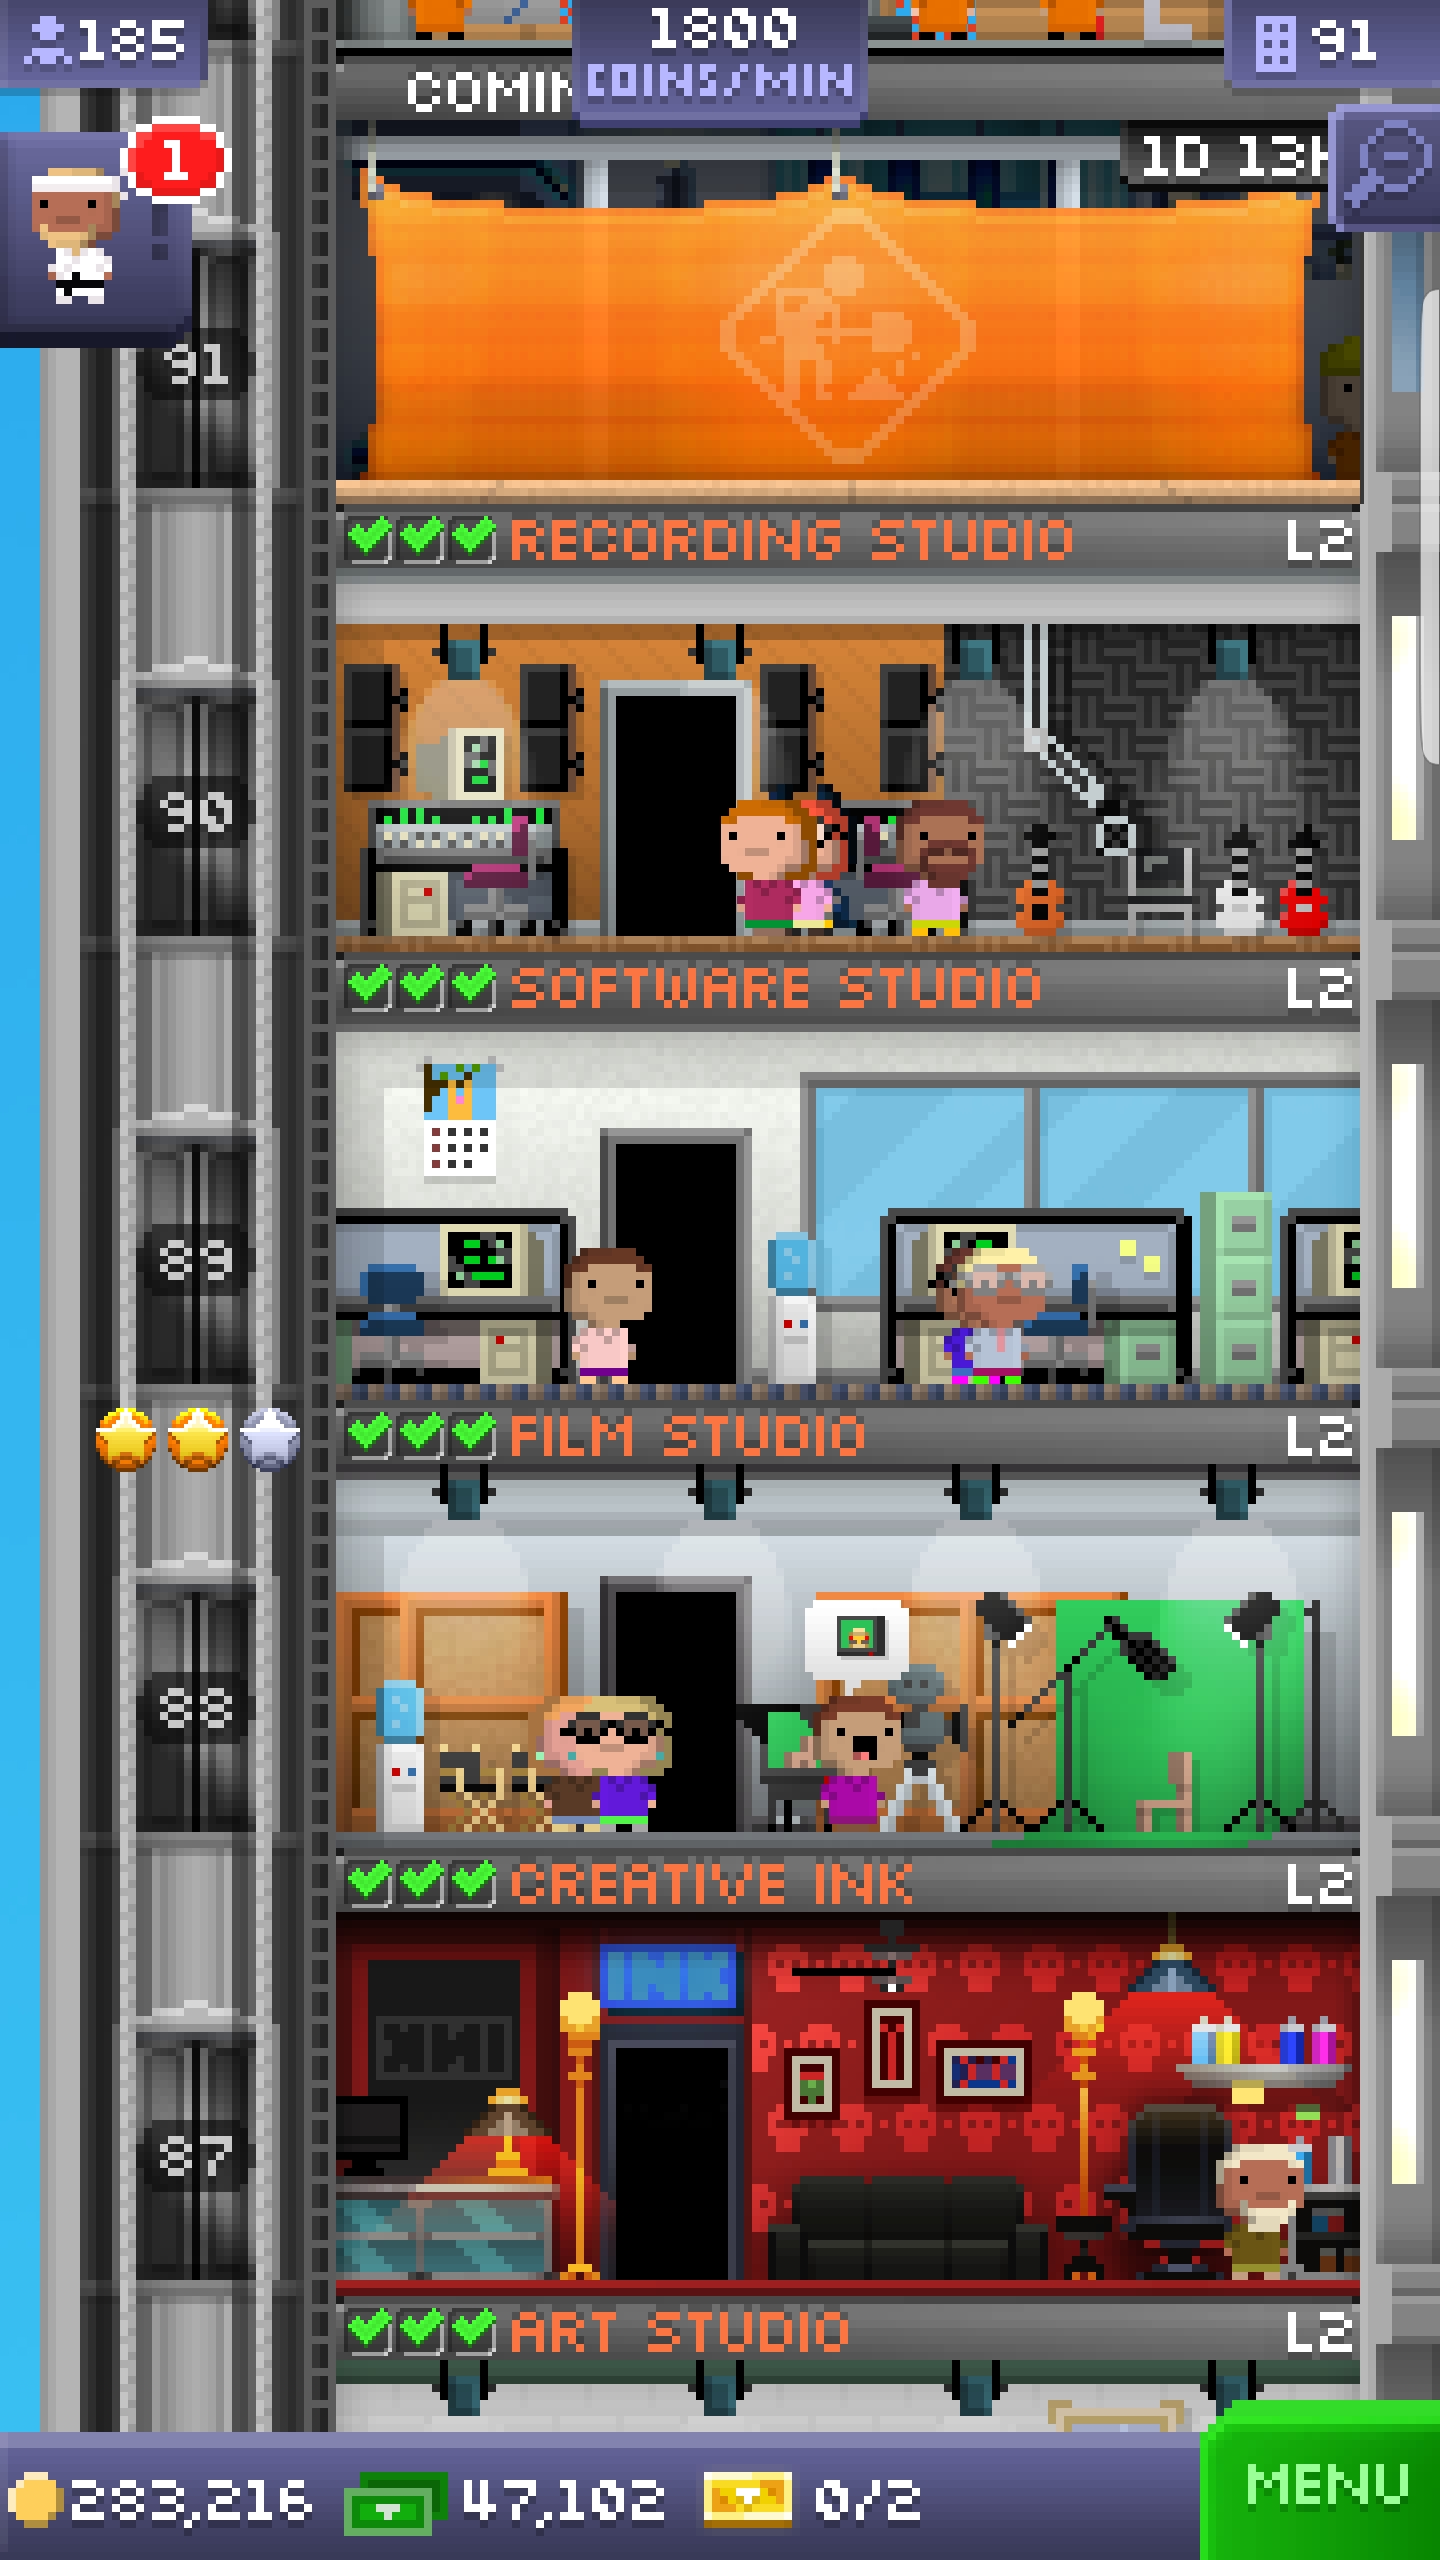 185
1800
COINS/MIN
91
COMIN
1
1D 13H
91
RECORDING STUDIO L2
90
SOFTWARE STUDIO L2
89
FILM STUDIO L2
88
CREATIVE INK L2
INK
87
ART STUDIO L2
283,216 47,102 0/2
MENU